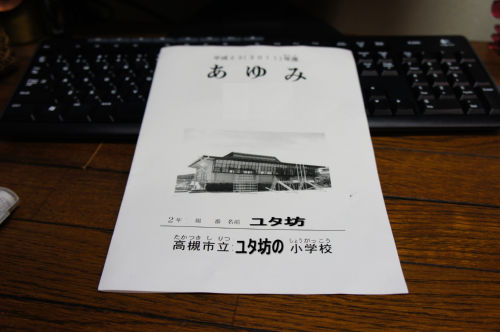 平成23(2011)年度
あゆみ
2年 組 番 名前 ユタ坊
たかつき し りつ しょうがっこう
高槻市立 ユタ坊の 小学校